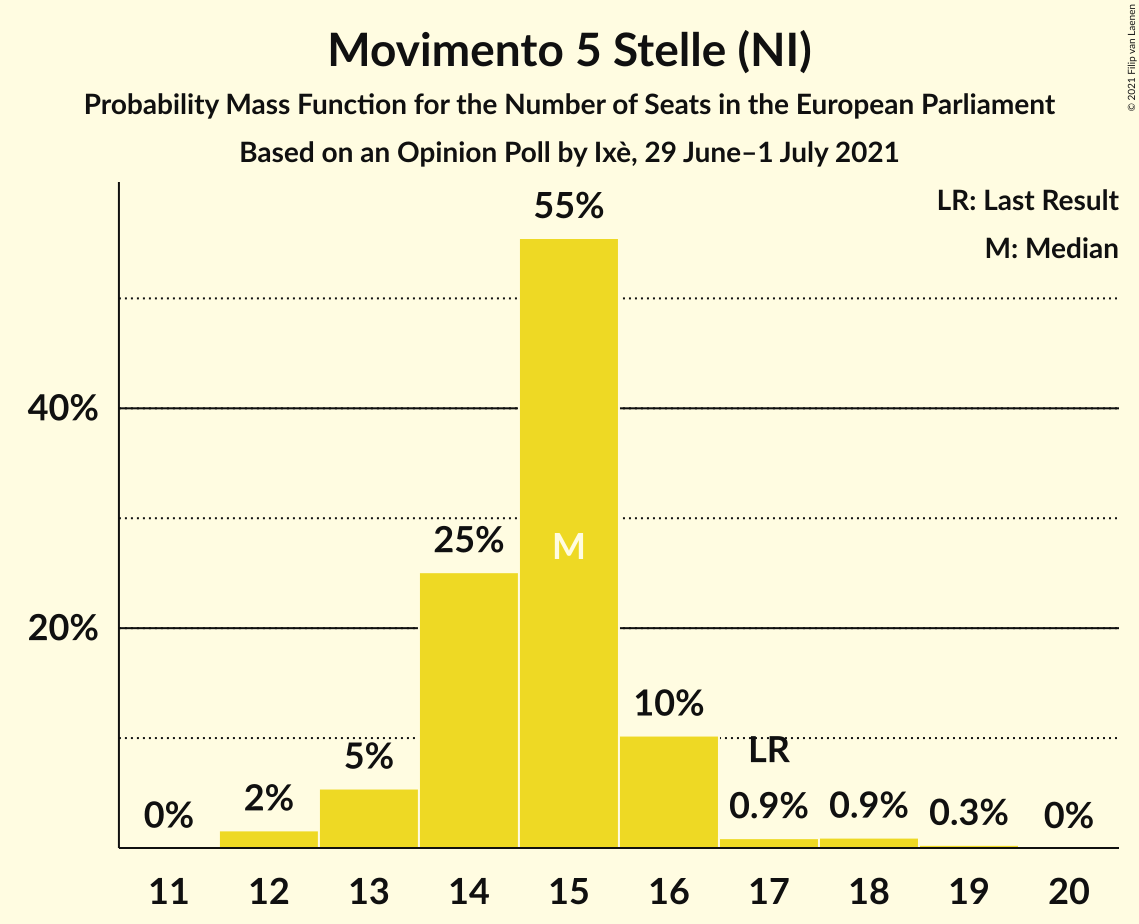 Movimento 5 Stelle (NI)
Probability Mass Function for the Number of Seats in the European Parliament
Based on an Opinion Poll by Ixè, 29 June–1 July 2021
© 2021 Filip van Laenen
LR: Last Result
M: Median
55%
40%
25%
M
20%
10%
LR
5%
2%
0%
0.9%
0.9%
0.3%
0%
11 12 13 14 15 16 17 18 19 20